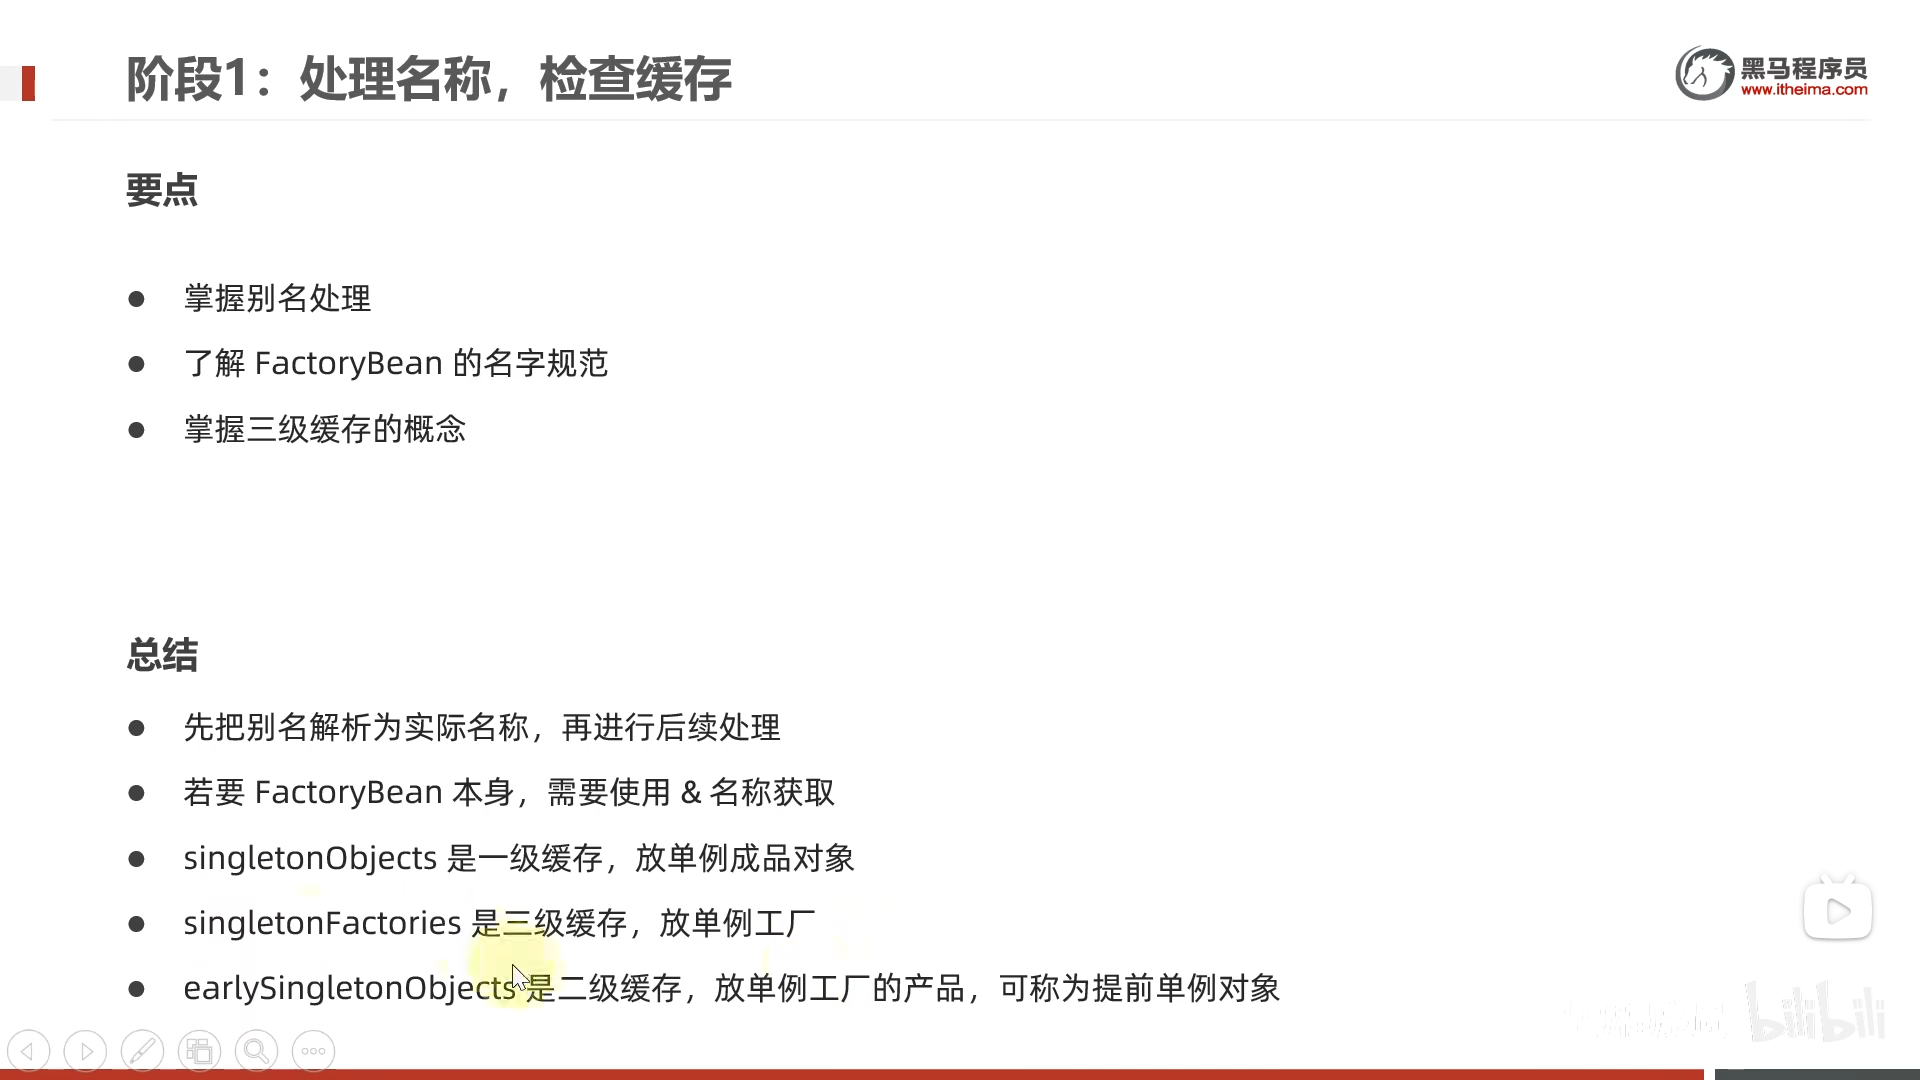 阶段1：处理名称，检查缓存
黑马程序员
www.itheima.com
要点
● 掌握别名处理
● 了解 FactoryBean 的名字规范
● 掌握三级缓存的概念
总结
● 先把别名解析为实际名称，再进行后续处理
● 若要 FactoryBean 本身，需要使用 & 名称获取
● singletonObjects 是一级缓存，放单例成品对象
● singletonFactories 是三级缓存，放单例工厂
● earlySingletonObjects 是二级缓存，放单例工厂的产品，可称为提前单例对象
bilibili